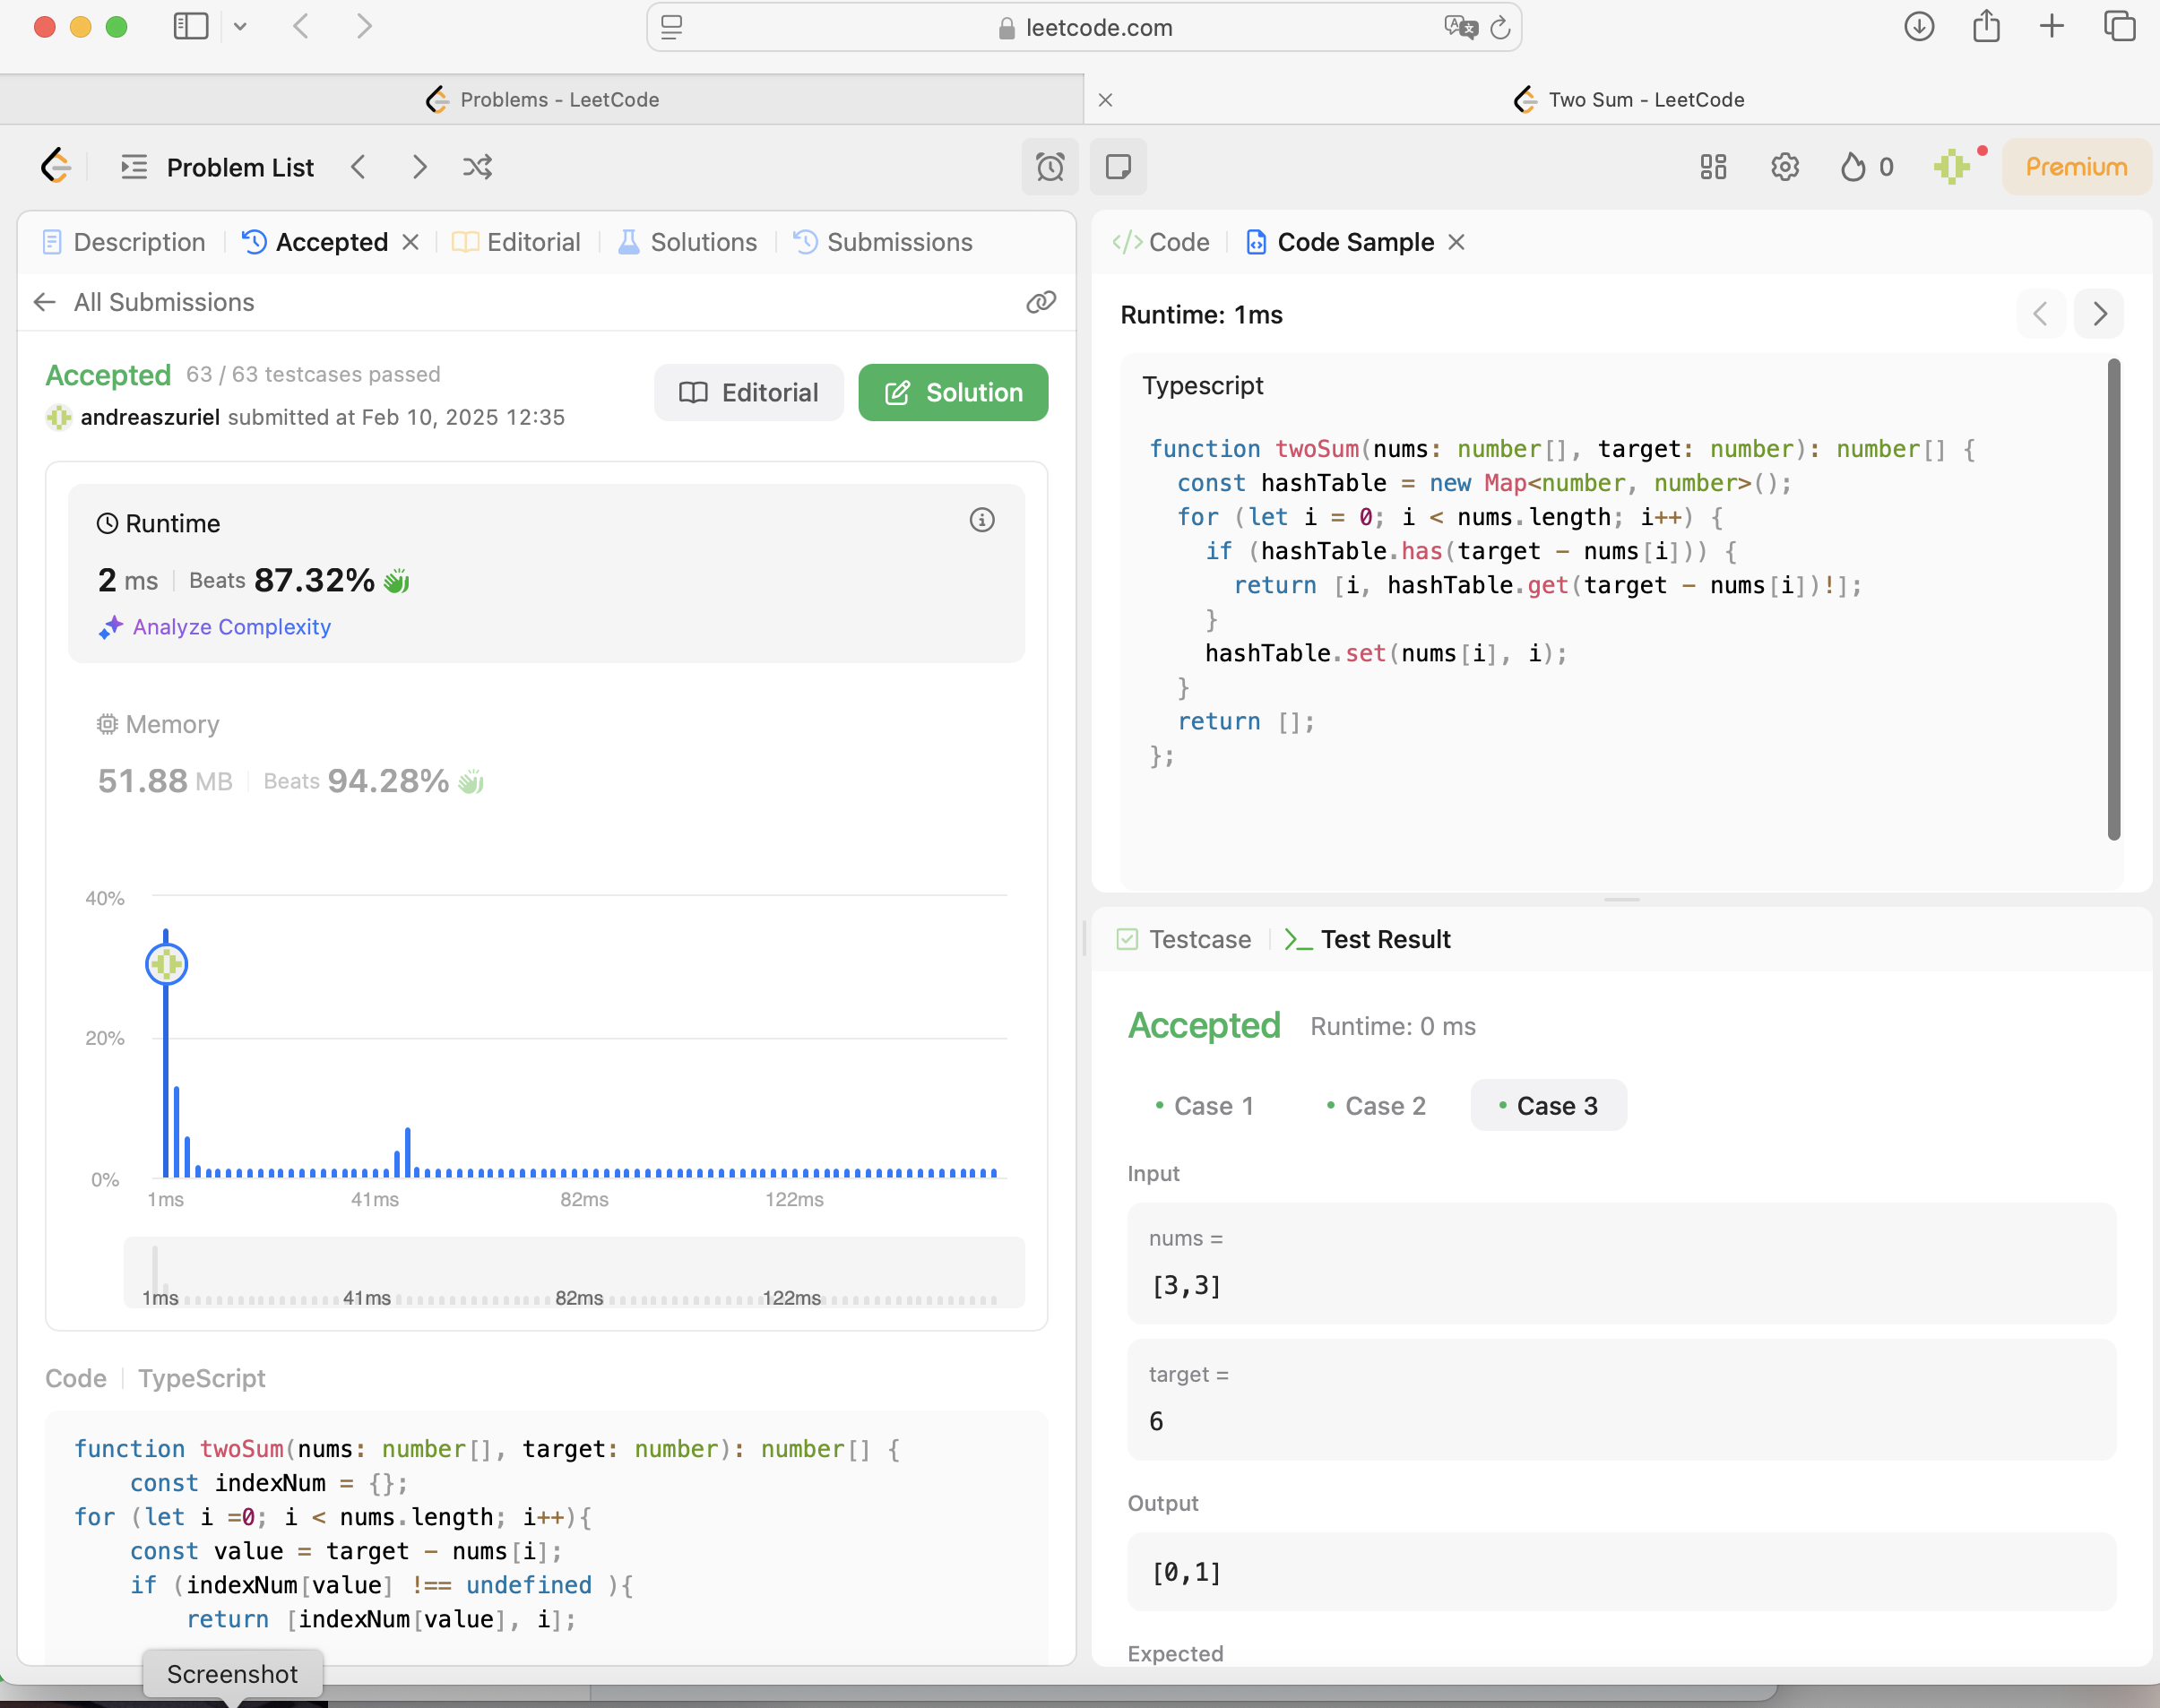 leetcode.com
Problems - LeetCode
Two Sum - LeetCode
Problem List
0
Premium
Description
Accepted
Editorial
Solutions
Submissions
All Submissions
Accepted 63 / 63 testcases passed
andreaszuriel submitted at Feb 10, 2025 12:35
Editorial
Solution
Runtime
2 ms Beats 87.32%
Analyze Complexity
Memory
51.88 MB Beats 94.28%
40%
20%
0%
1ms 41ms 82ms 122ms
1ms 41ms 82ms 122ms
Code TypeScript
function twoSum(nums: number[], target: number): number[] {
    const indexNum = {};
for (let i =0; i < nums.length; i++){
    const value = target - nums[i];
    if (indexNum[value] !== undefined ){
        return [indexNum[value], i];
Screenshot
</> Code
Code Sample
Runtime: 1ms
Typescript
function twoSum(nums: number[], target: number): number[] {
  const hashTable = new Map<number, number>();
  for (let i = 0; i < nums.length; i++) {
    if (hashTable.has(target - nums[i])) {
      return [i, hashTable.get(target - nums[i])!];
    }
    hashTable.set(nums[i], i);
  }
  return [];
};
Testcase
Test Result
Accepted Runtime: 0 ms
Case 1
Case 2
Case 3
Input
nums =
[3,3]
target =
6
Output
[0,1]
Expected